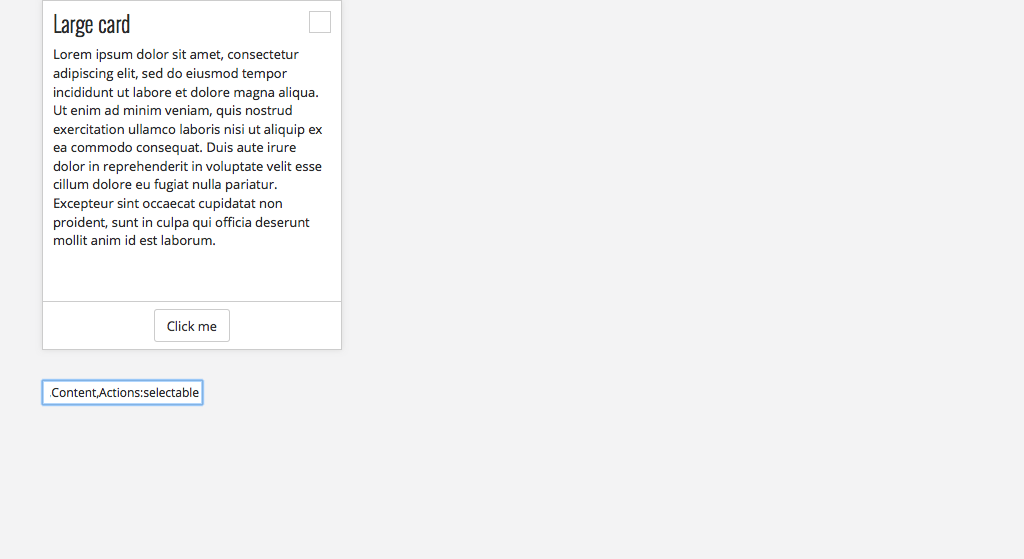 Large card
Lorem ipsum dolor sit amet, consectetur
adipiscing elit, sed do eiusmod tempor
incididunt ut labore et dolore magna aliqua.
Ut enim ad minim veniam, quis nostrud
exercitation ullamco laboris nisi ut aliquip ex
ea commodo consequat. Duis aute irure
dolor in reprehenderit in voluptate velit esse
cillum dolore eu fugiat nulla pariatur.
Excepteur sint occaecat cupidatat non
proident, sunt in culpa qui officia deserunt
mollit anim id est laborum.
Click me
Content,Actions:selectable